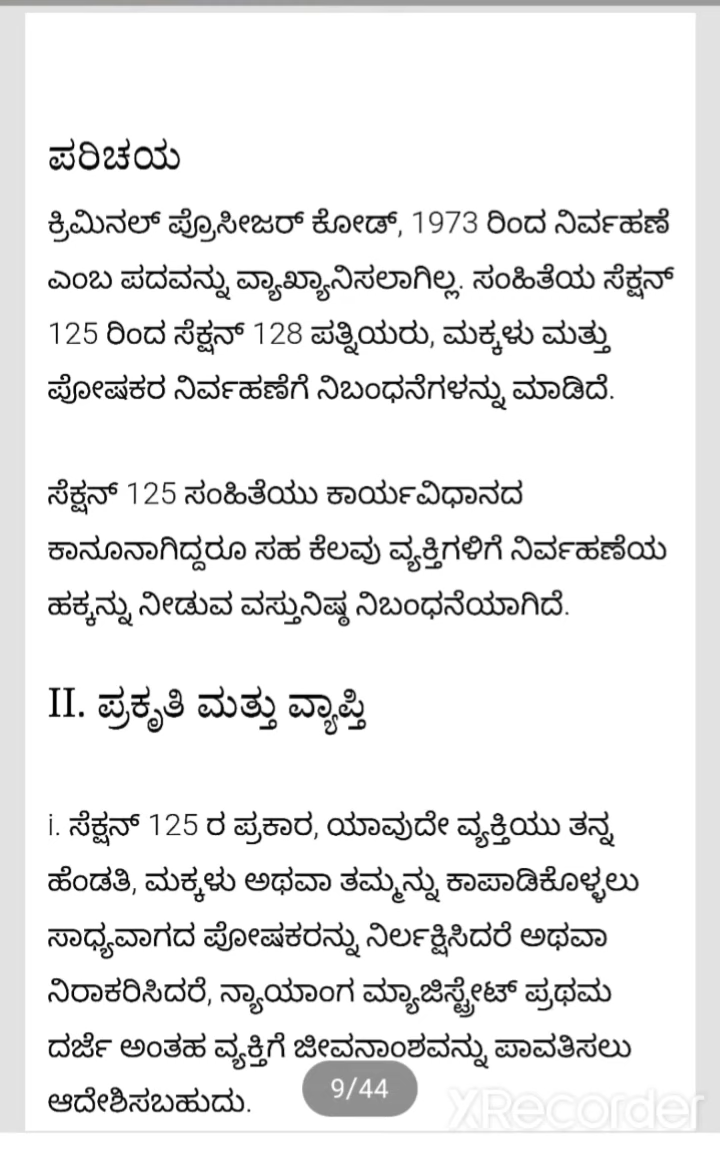 ಪರಿಚಯ
ಕ್ರಿಮಿನಲ್ ಪ್ರೊಸೀಜರ್ ಕೋಡ್, 1973 ರಿಂದ ನಿರ್ವಹಣೆ
ಎಂಬ ಪದವನ್ನು ವ್ಯಾಖ್ಯಾನಿಸಲಾಗಿಲ್ಲ. ಸಂಹಿತೆಯ ಸೆಕ್ಷನ್
125 ರಿಂದ ಸೆಕ್ಷನ್ 128 ಪತ್ನಿಯರು, ಮಕ್ಕಳು ಮತ್ತು
ಪೋಷಕರ ನಿರ್ವಹಣೆಗೆ ನಿಬಂಧನೆಗಳನ್ನು ಮಾಡಿದೆ.
ಸೆಕ್ಷನ್ 125 ಸಂಹಿತೆಯು ಕಾರ್ಯವಿಧಾನದ
ಕಾನೂನಾಗಿದ್ದರೂ ಸಹ ಕೆಲವು ವ್ಯಕ್ತಿಗಳಿಗೆ ನಿರ್ವಹಣೆಯ
ಹಕ್ಕನ್ನು ನೀಡುವ ವಸ್ತುನಿಷ್ಠ ನಿಬಂಧನೆಯಾಗಿದೆ.
II. ಪ್ರಕೃತಿ ಮತ್ತು ವ್ಯಾಪ್ತಿ
i. ಸೆಕ್ಷನ್ 125 ರ ಪ್ರಕಾರ, ಯಾವುದೇ ವ್ಯಕ್ತಿಯು ತನ್ನ
ಹೆಂಡತಿ, ಮಕ್ಕಳು ಅಥವಾ ತಮ್ಮನ್ನು ಕಾಪಾಡಿಕೊಳ್ಳಲು
ಸಾಧ್ಯವಾಗದ ಪೋಷಕರನ್ನು ನಿರ್ಲಕ್ಷಿಸಿದರೆ ಅಥವಾ
ನಿರಾಕರಿಸಿದರೆ, ನ್ಯಾಯಾಂಗ ಮ್ಯಾಜಿಸ್ಟ್ರೇಟ್ ಪ್ರಥಮ
ದರ್ಜೆ ಅಂತಹ ವ್ಯಕ್ತಿಗೆ ಜೀವನಾಂಶವನ್ನು ಪಾವತಿಸಲು
ಆದೇಶಿಸಬಹುದು.
9/44
XRecorder